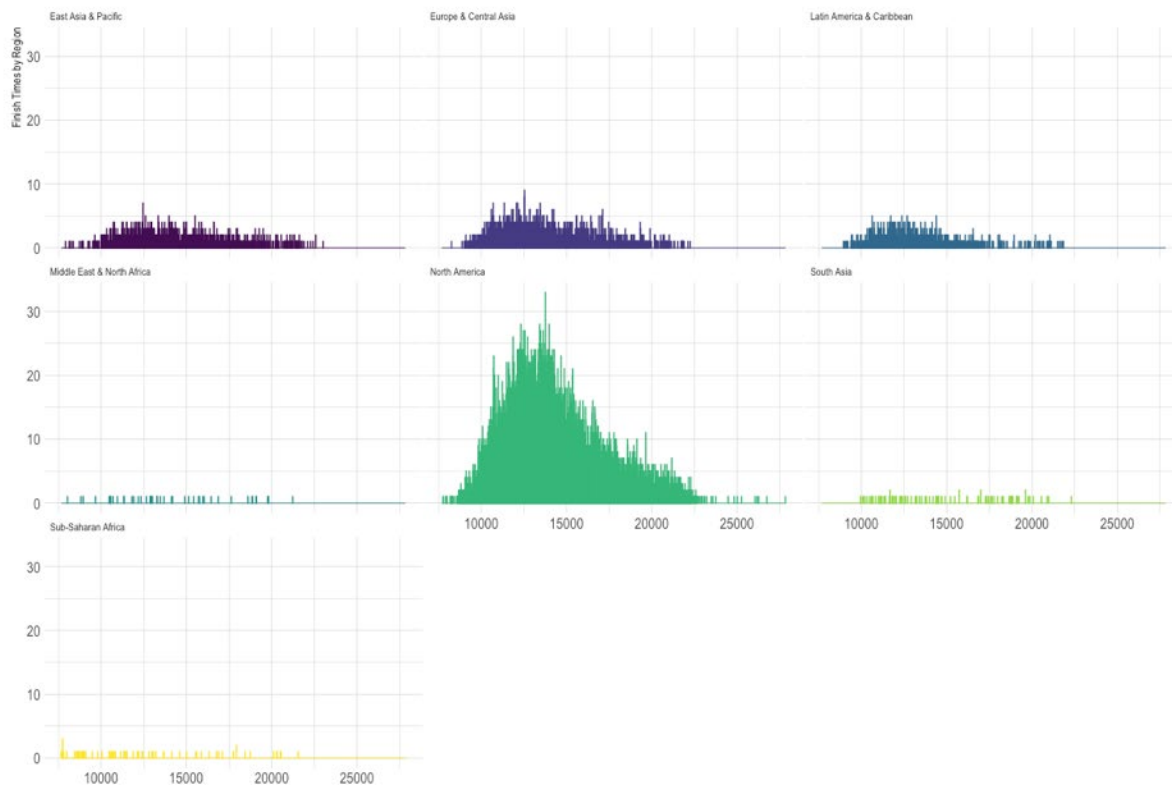 East Asia & Pacific
Europe & Central Asia
Latin America & Caribbean
Finish Times by Region
30
20
10
0
Middle East & North Africa
North America
South Asia
30
20
10
0
10000 15000 20000 25000
10000 15000 20000 25000
Sub-Saharan Africa
30
20
10
0
10000 15000 20000 25000